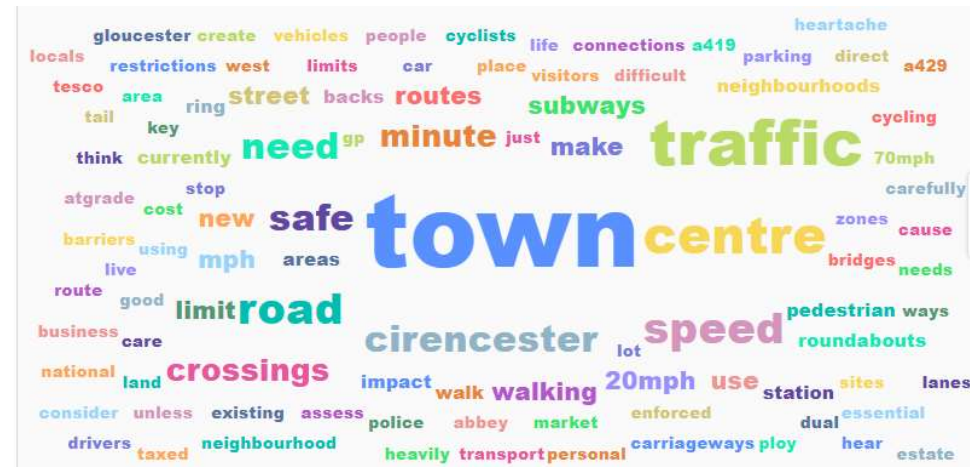 heartache
gloucester create vehicles people cyclists life connections a419 parking direct a429
locals restrictions west limits car place visitors difficult neighbourhoods
tesco area ring street backs routes subways cycling
tail key need gp minute just make traffic 70mph
think currently
stop carefully
atgrade cost new safe town centre zones cause
barriers using mph areas bridges needs
live
route good limit road pedestrian ways
business care cirencester lot speed roundabouts
national land crossings impact walk walking 20mph use station sites lanes
consider unless existing assess police abbey market enforced dual essential
drivers taxed neighbourhood heavily transport personal carriageways ploy hear estate